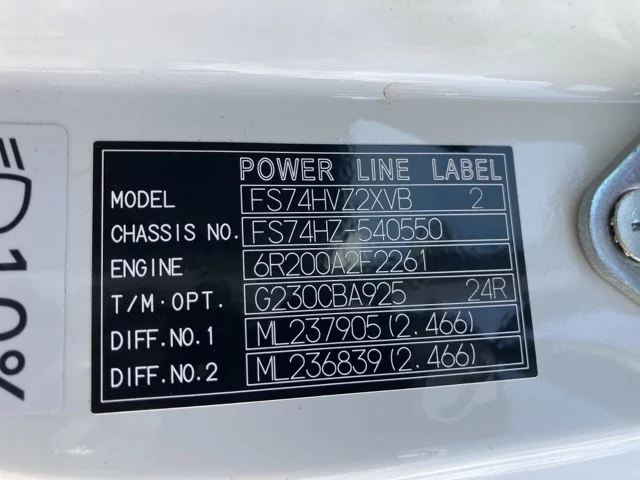 POWER LINE LABEL
MODEL FS74HVZ2XVB 2
CHASSIS NO. FS74HZ-540550
ENGINE 6R200A2F2261
T/M·OPT. G230CBA925 24R
DIFF.NO.1 ML237905(2.466)
DIFF.NO.2 ML236839(2.466)
10%